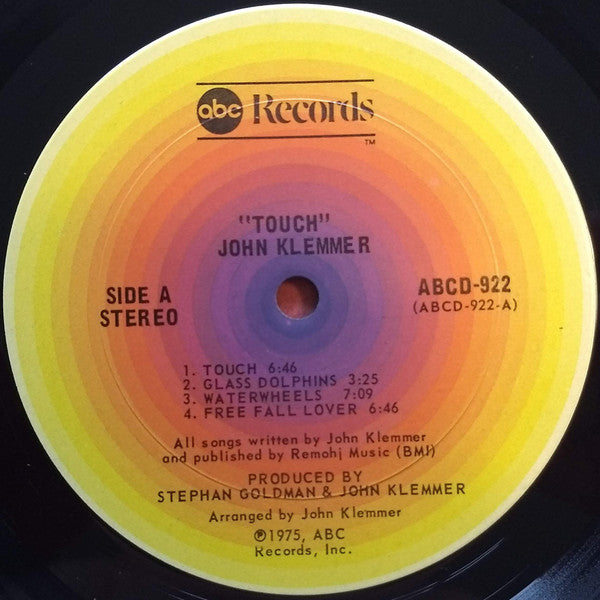 abc Records
TM
"TOUCH"
JOHN KLEMMER
SIDE A
STEREO
ABCD-922
(ABCD-922-A)
1. TOUCH 6:46
2. GLASS DOLPHINS 3:25
3. WATERWHEELS 7:09
4. FREE FALL LOVER 6:46
All songs written by John Klemmer
and published by Remohj Music (BMI)
PRODUCED BY
STEPHAN GOLDMAN & JOHN KLEMMER
Arranged by John Klemmer
℗1975, ABC
Records, Inc.